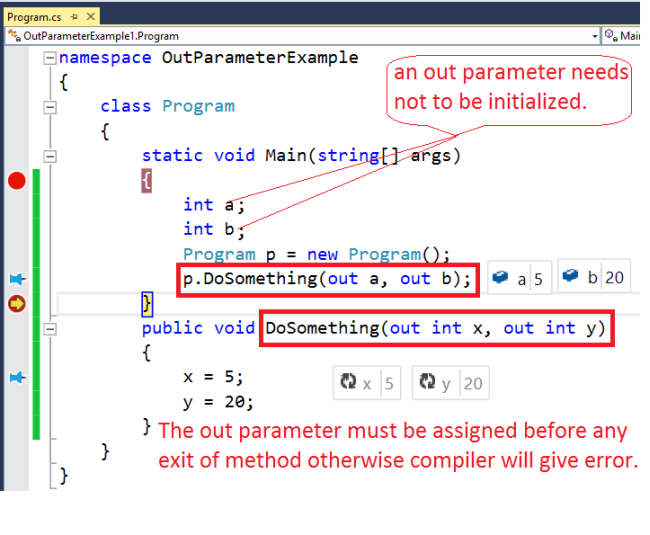 Program.cs
OutParameterExample1.Program
Mai
namespace OutParameterExample
{
an out parameter needs
not to be initialized.
class Program
{
static void Main(string[] args)
{
int a;
int b;
Program p = new Program();
p.DoSomething(out a, out b); a 5 b 20
}
public void DoSomething(out int x, out int y)
{
x = 5; x 5 y 20
y = 20;
}
The out parameter must be assigned before any
exit of method otherwise compiler will give error.
}
}